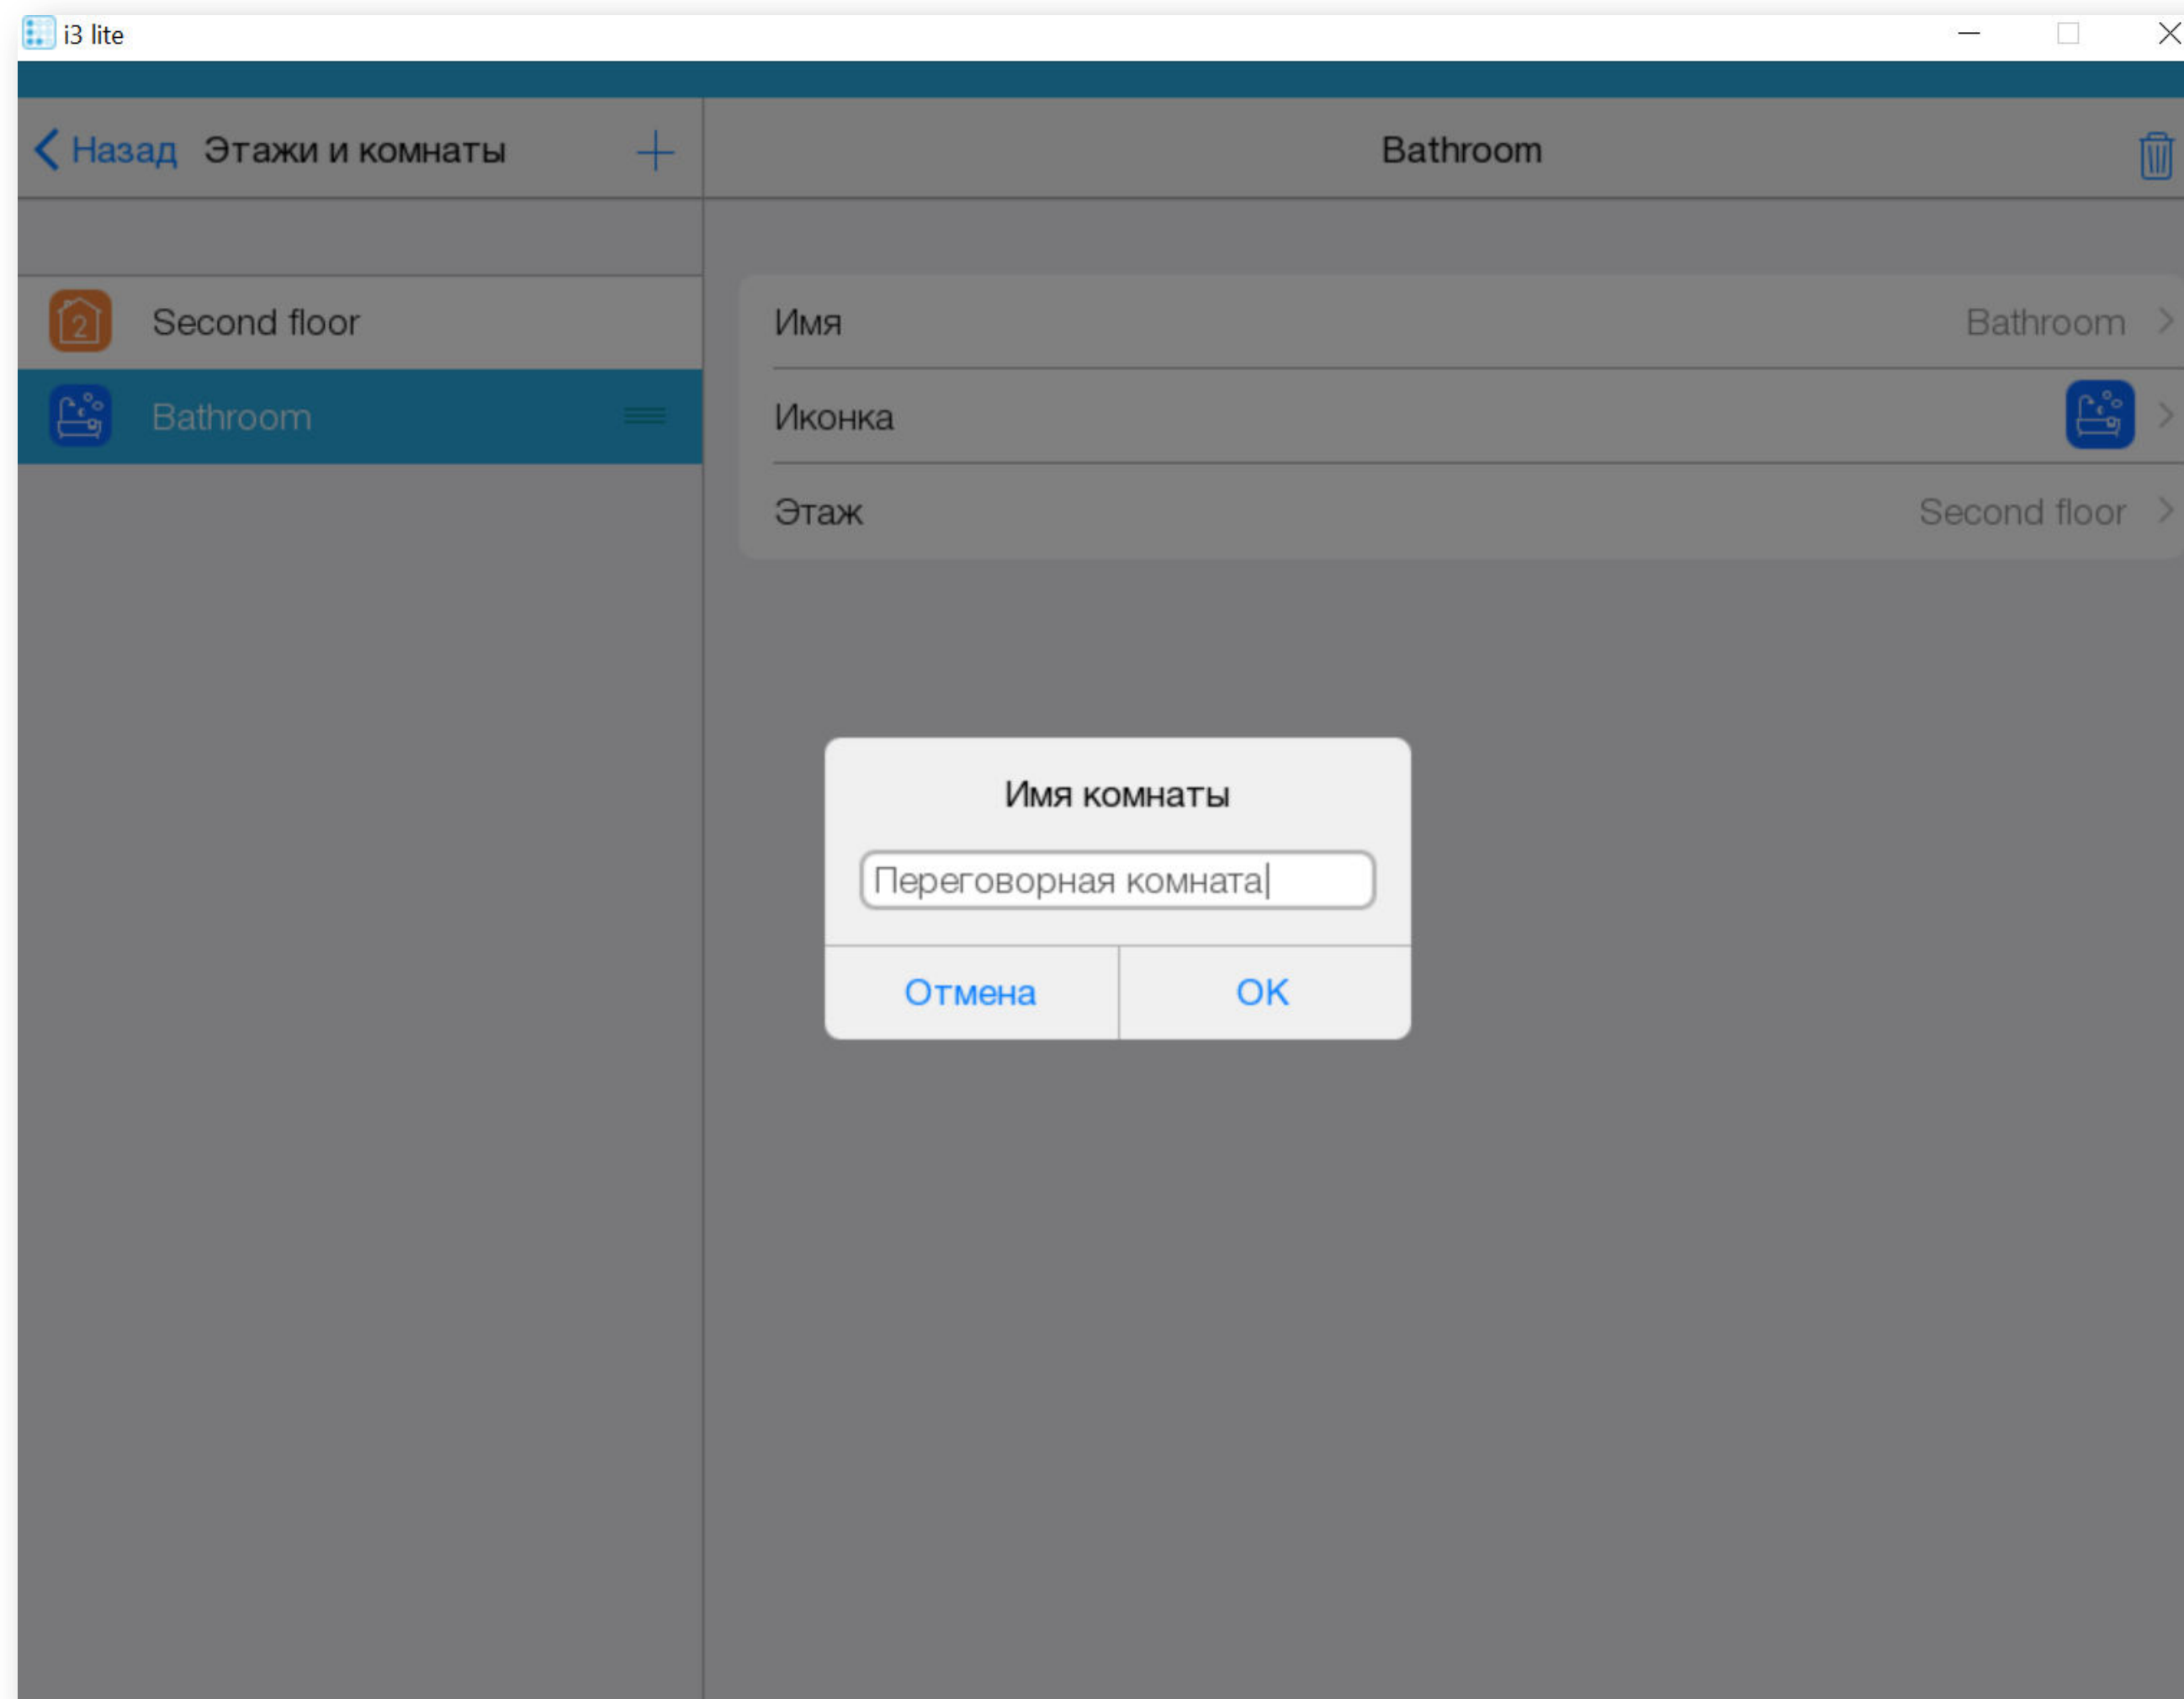 i3 lite
Назад Этажи и комнаты
Bathroom
2 Second floor
Bathroom
Имя Bathroom
Иконка
Этаж Second floor
Имя комнаты
Переговорная комната
Отмена OK